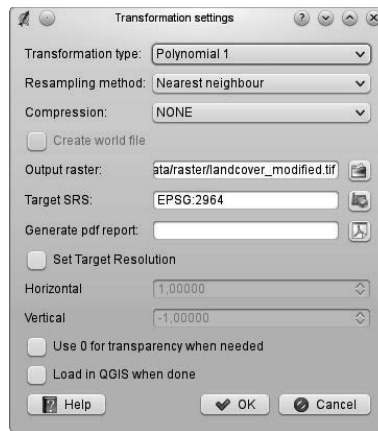 Transformation settings
Transformation type: Polynomial 1
Resampling method: Nearest neighbour
Compression: NONE
Create world file
Output raster: ata/raster/landcover_modified.tif
Target SRS: EPSG:2964
Generate pdf report:
Set Target Resolution
Horizontal 1,00000
Vertical -1,00000
Use 0 for transparency when needed
Load in QGIS when done
Help OK Cancel